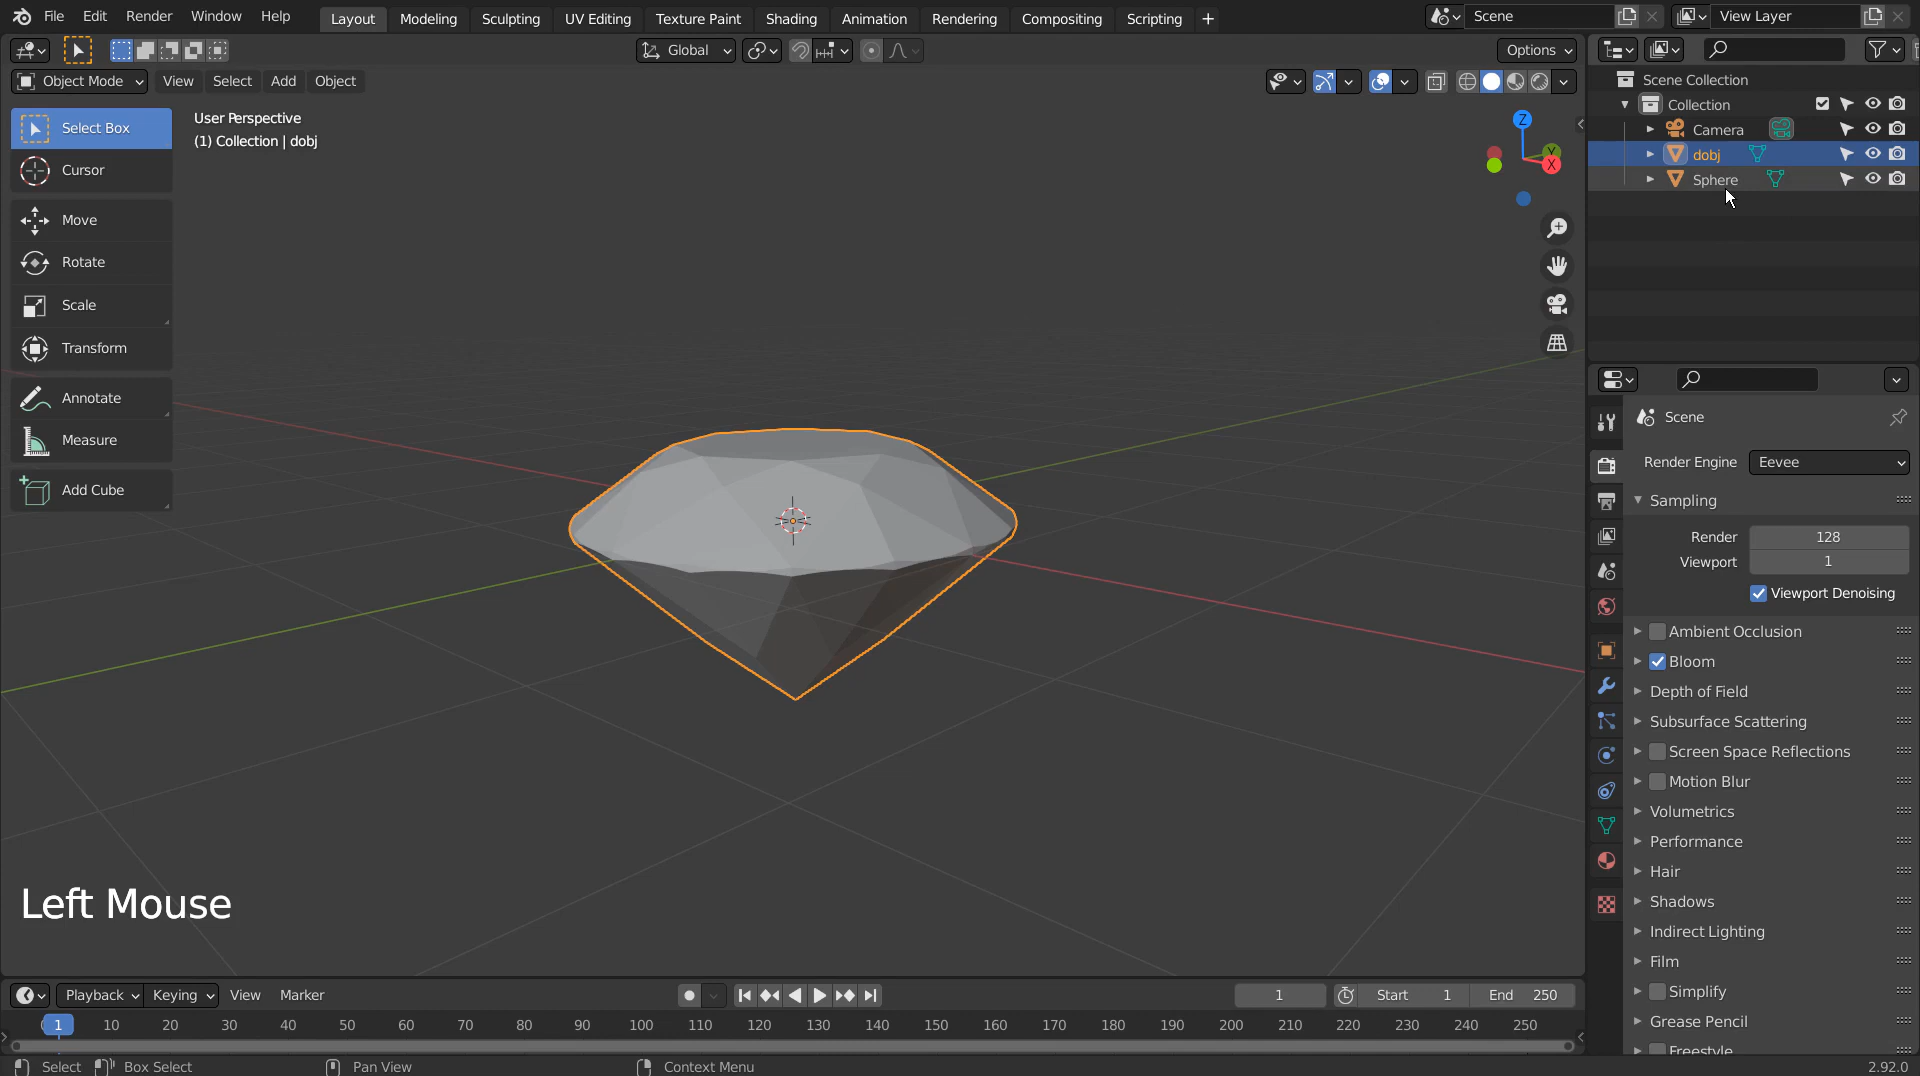 File Edit Render Window Help Layout Modeling Sculpting UV Editing Texture Paint Shading Animation Rendering Compositing Scripting + Scene View Layer
Global Options
Object Mode View Select Add Object
Select Box
Cursor
Move
Rotate
Scale
Transform
Annotate
Measure
Add Cube
User Perspective
(1) Collection | dobj
Z
Y
X
Left Mouse
Scene Collection
Collection
Camera
dobj
Sphere
Scene
Render Engine Eevee
Sampling
Render 128
Viewport 1
Viewport Denoising
Ambient Occlusion
Bloom
Depth of Field
Subsurface Scattering
Screen Space Reflections
Motion Blur
Volumetrics
Performance
Hair
Shadows
Indirect Lighting
Film
Simplify
Grease Pencil
Freestyle
Playback Keying View Marker 1 Start 1 End 250
1 10 20 30 40 50 60 70 80 90 100 110 120 130 140 150 160 170 180 190 200 210 220 230 240 250
Select Box Select Pan View Context Menu 2.92.0